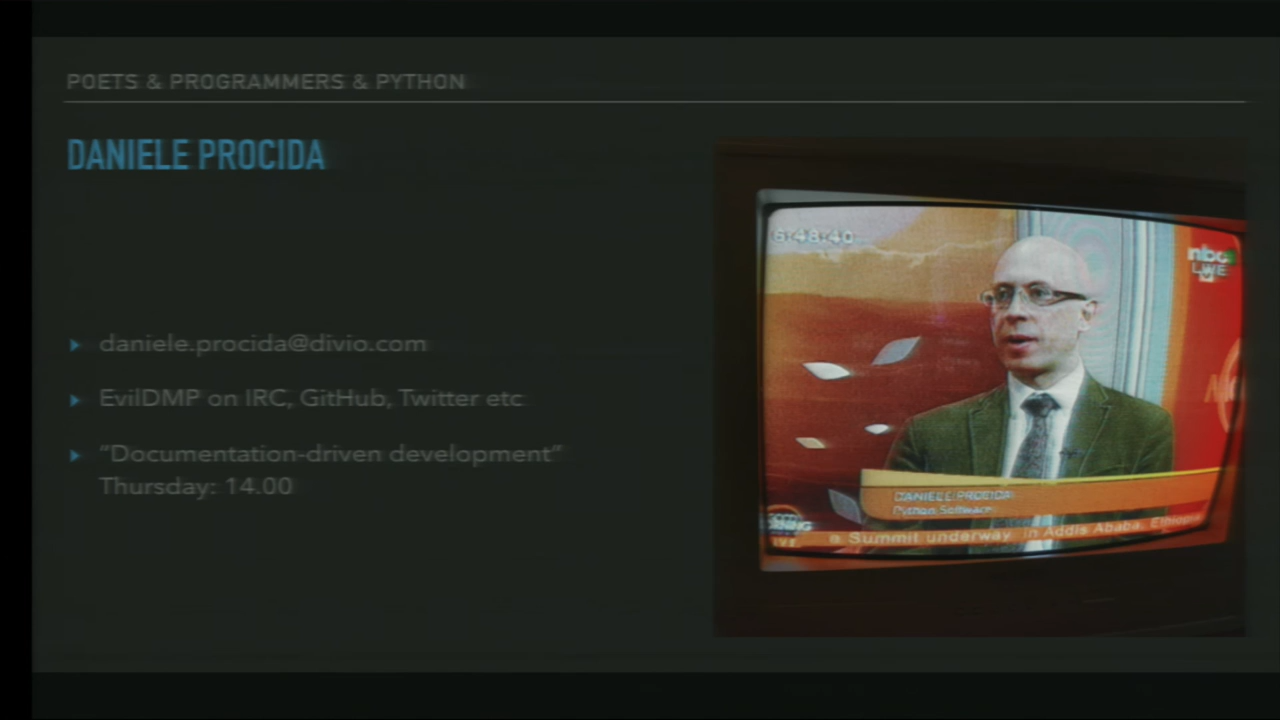 POETS & PROGRAMMERS & PYTHON
DANIELE PROCIDA
daniele.procida@divio.com
EvilDMP on IRC, GitHub, Twitter etc
“Documentation-driven development”
Thursday: 14.00
6:48:40
nbc
LIVE
DANIELE PROCIDA
Python Software
Summit underway in Addis Ababa, Ethiopia